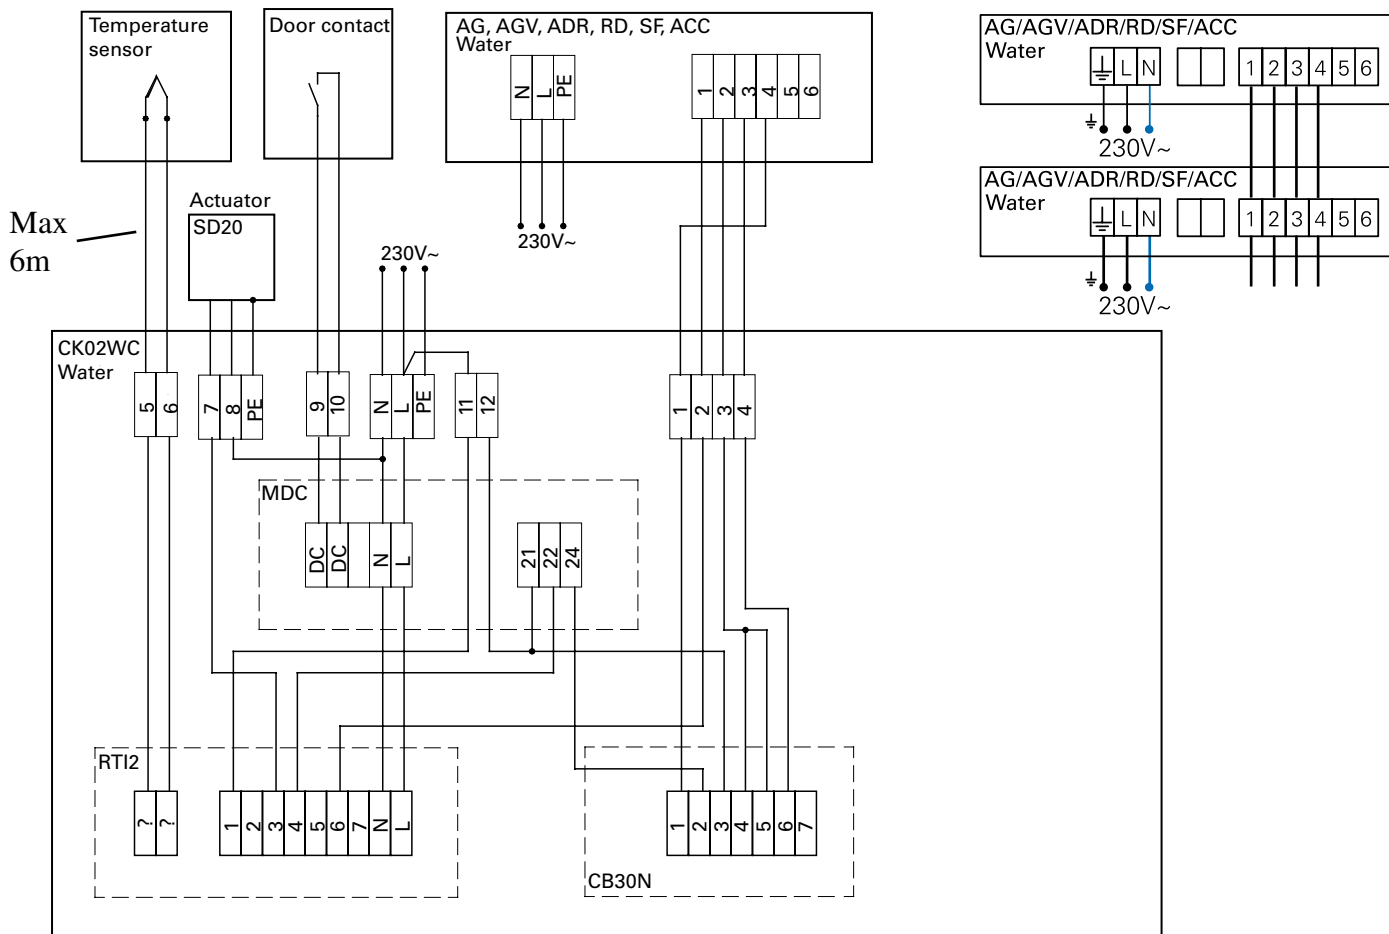 Temperature
sensor
Door contact
AG, AGV, ADR, RD, SF, ACC
Water
N L PE
1 2 3 4 5 6
230V~
AG/AGV/ADR/RD/SF/ACC
Water
L N
1 2 3 4 5 6
230V~
AG/AGV/ADR/RD/SF/ACC
Water
L N
1 2 3 4 5 6
230V~
Max
6m
Actuator
SD20
230V~
CK02WC
Water
5 6
7 8 PE
9 10
N L PE
11 12
1 2 3 4
MDC
DC DC N L
21 22 24
RTI2
? ?
1 2 3 4 5 6 7 N L
1 2 3 4 5 6 7
CB30N